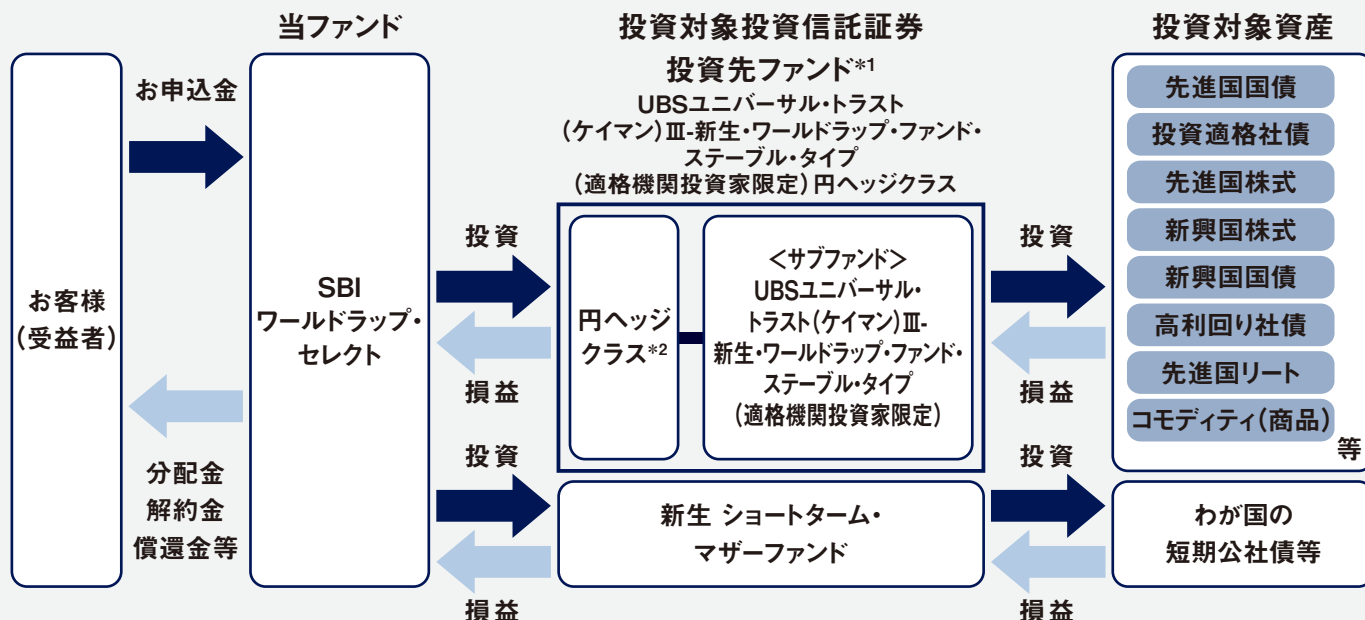 当ファンド
投資対象投資信託証券
投資対象資産
お客様
(受益者)
お申込金
分配金
解約金
償還金等
SBI
ワールドラップ・
セレクト
投資
損益
投資
損益
投資先ファンド*1
UBSユニバーサル・トラスト
(ケイマン)Ⅲ-新生・ワールドラップ・ファンド・
ステーブル・タイプ
(適格機関投資家限定)円ヘッジクラス
円ヘッジ
クラス*2
<サブファンド>
UBSユニバーサル・
トラスト(ケイマン)Ⅲ-
新生・ワールドラップ・ファンド・
ステーブル・タイプ
(適格機関投資家限定)
新生 ショートターム・
マザーファンド
投資
損益
投資
損益
先進国国債
投資適格社債
先進国株式
新興国株式
新興国国債
高利回り社債
先進国リート
コモディティ(商品)
等
わが国の
短期公社債等